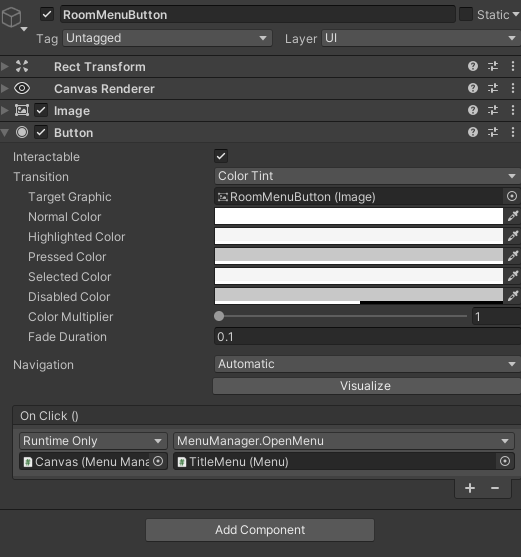 RoomMenuButton Static
Tag Untagged Layer UI
Rect Transform
Canvas Renderer
Image
Button
Interactable
Transition Color Tint
Target Graphic RoomMenuButton (Image)
Normal Color
Highlighted Color
Pressed Color
Selected Color
Disabled Color
Color Multiplier 1
Fade Duration 0.1
Navigation Automatic
Visualize
On Click ()
Runtime Only MenuManager.OpenMenu
Canvas (Menu Mana TitleMenu (Menu)
+ −
Add Component